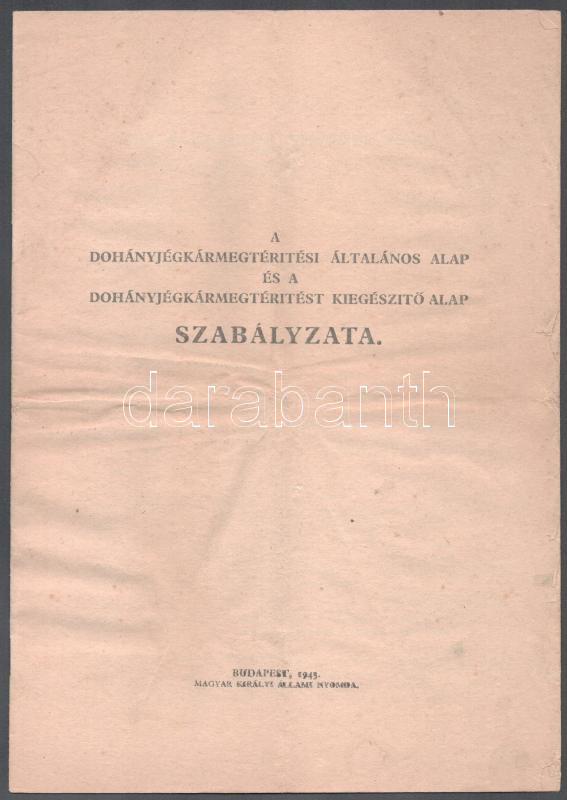 A
DOHÁNYJÉGKÁRMEGTÉRITÉSI ÁLTALÁNOS ALAP
ÉS A
DOHÁNYJÉGKÁRMEGTÉRITÉST KIEGÉSZITŐ ALAP
SZABÁLYZATA.
darabanth
BUDAPEST, 1943.
MAGYAR KIRÁLYI ÁLLAMI NYOMDA.